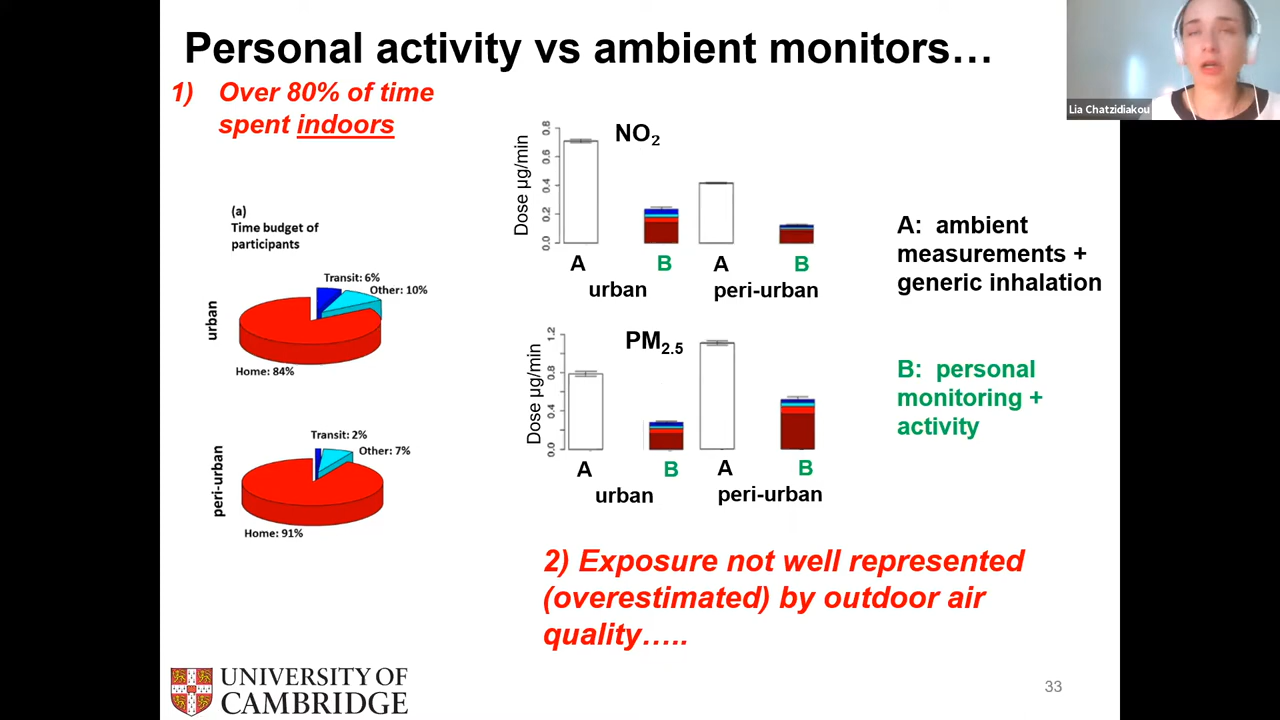 Personal activity vs ambient monitors…
1) Over 80% of time
spent indoors
Lia Chatzidiakou
(a)
Time budget of
participants
urban
Transit: 6%
Other: 10%
Home: 84%
peri-urban
Transit: 2%
Other: 7%
Home: 91%
NO2
Dose µg/min
0.8
0.6
0.4
0.2
0.0
A
B
A
B
urban
peri-urban
PM2.5
Dose µg/min
1.2
0.8
0.4
0.0
A
B
A
B
urban
peri-urban
A: ambient
measurements +
generic inhalation
B: personal
monitoring +
activity
2) Exposure not well represented
(overestimated) by outdoor air
quality…..
UNIVERSITY OF
CAMBRIDGE
33